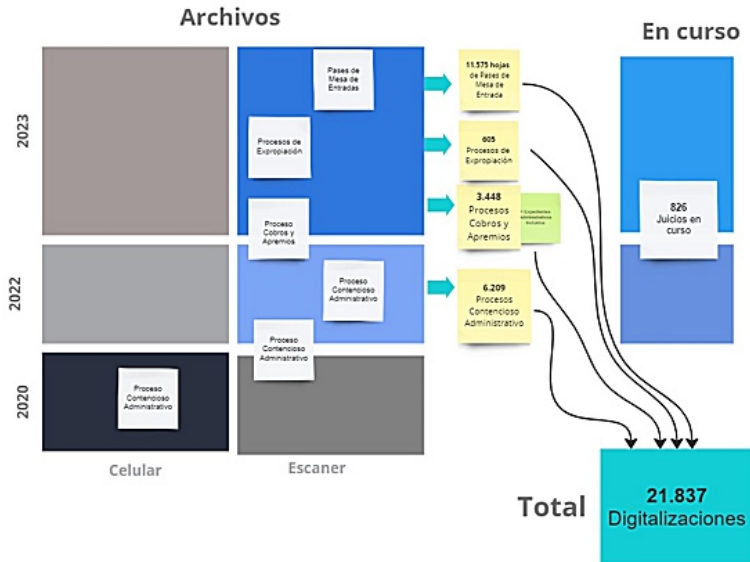 Archivos
En curso
2023
2022
2020
Pases de
Mesa de
Entradas
Procesos de
Expropiación
Proceso
Cobros y
Apremios
Proceso
Contencioso
Administrativo
Proceso
Contencioso
Administrativo
Proceso
Contencioso
Administrativo
11.575 hojas
de Pases de
Mesa de
Entrada
605
Procesos de
Expropiación
3.448
Procesos
Cobros y
Apremios
6.209
Procesos
Contencioso
Administrativo
826
Juicios en
curso
Celular
Escaner
Total
21.837
Digitalizaciones